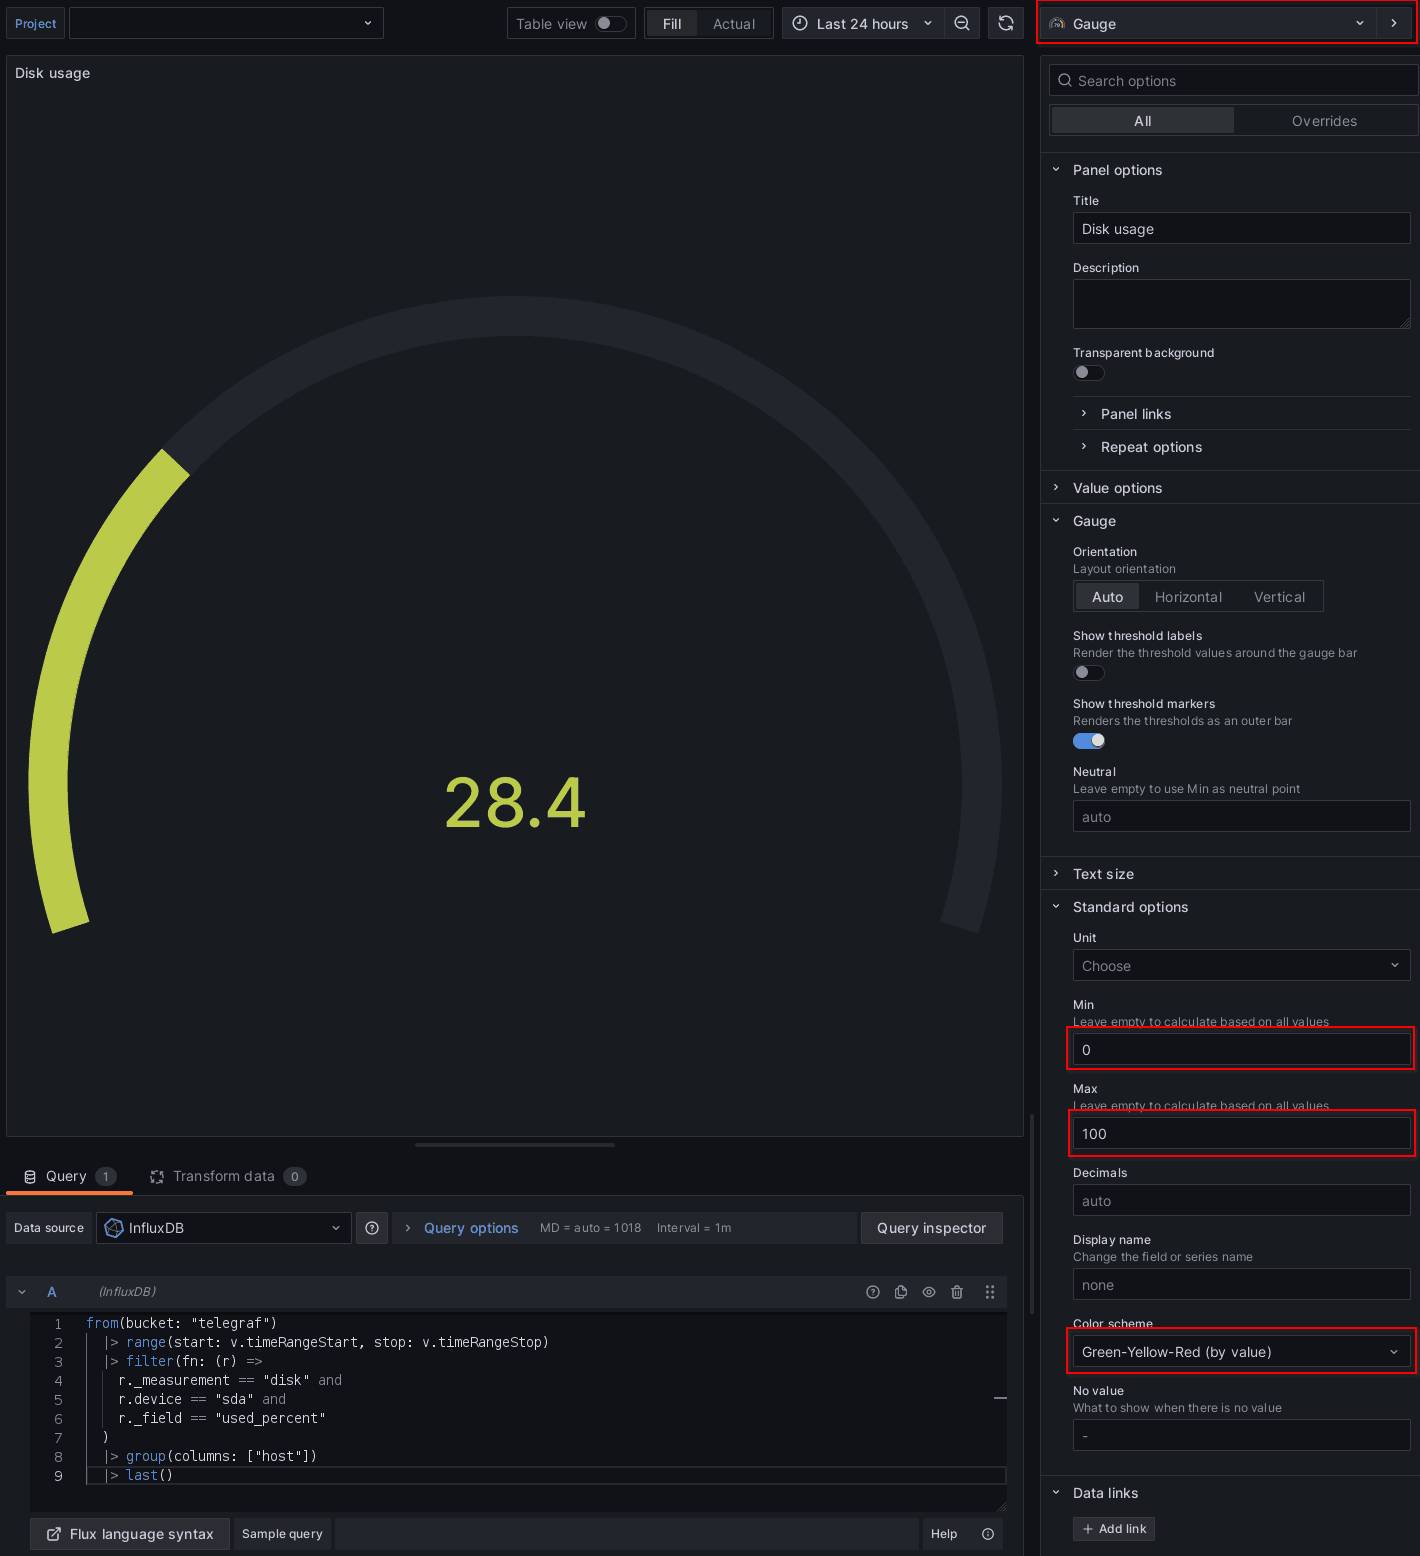 Project
Table view
Fill
Actual
Last 24 hours
Gauge
Disk usage
28.4
Search options
All
Overrides
Panel options
Title
Disk usage
Description
Transparent background
Panel links
Repeat options
Value options
Gauge
Orientation
Layout orientation
Auto
Horizontal
Vertical
Show threshold labels
Render the threshold values around the gauge bar
Show threshold markers
Renders the thresholds as an outer bar
Neutral
Leave empty to use Min as neutral point
auto
Text size
Standard options
Unit
Choose
Min
Leave empty to calculate based on all values
0
Max
Leave empty to calculate based on all values
100
Decimals
auto
Display name
Change the field or series name
none
Color scheme
Green-Yellow-Red (by value)
No value
What to show when there is no value
-
Data links
Add link
Query 1
Transform data 0
Data source
InfluxDB
Query options
MD = auto = 1018
Interval = 1m
Query inspector
A
(InfluxDB)
1 from(bucket: "telegraf")
2 |> range(start: v.timeRangeStart, stop: v.timeRangeStop)
3 |> filter(fn: (r) =>
4 r._measurement == "disk" and
5 r.device == "sda" and
6 r._field == "used_percent"
7 )
8 |> group(columns: ["host"])
9 |> last()
Flux language syntax
Sample query
Help